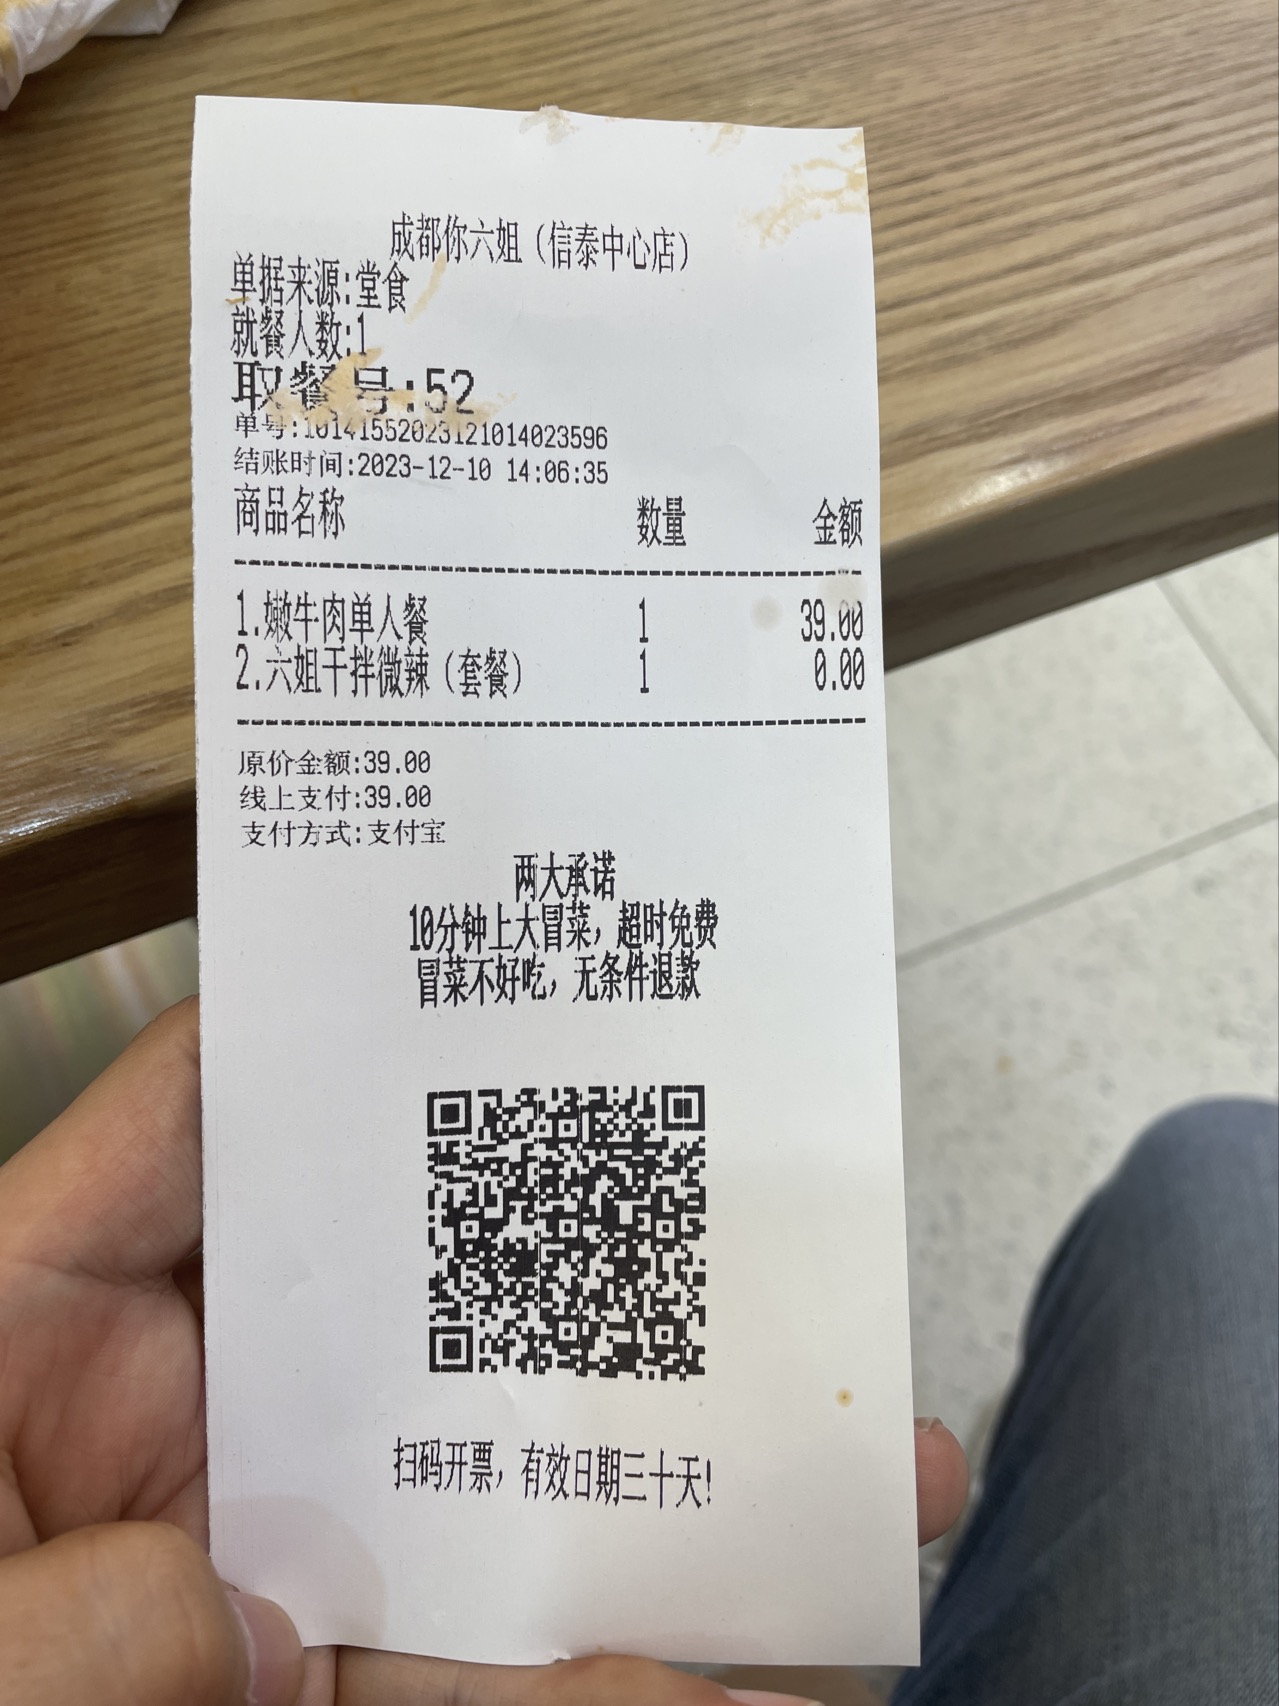 成都你六姐（信泰中心店）
单据来源:堂食
就餐人数:1
取餐号:52
单号:10141552023121014023596
结账时间:2023-12-10 14:06:35
商品名称 数量 金额
1.嫩牛肉单人餐 1 39.00
2.六姐干拌微辣（套餐） 1 0.00
原价金额:39.00
线上支付:39.00
支付方式:支付宝
两大承诺
10分钟上大冒菜，超时免费
冒菜不好吃，无条件退款
扫码开票，有效日期三十天!